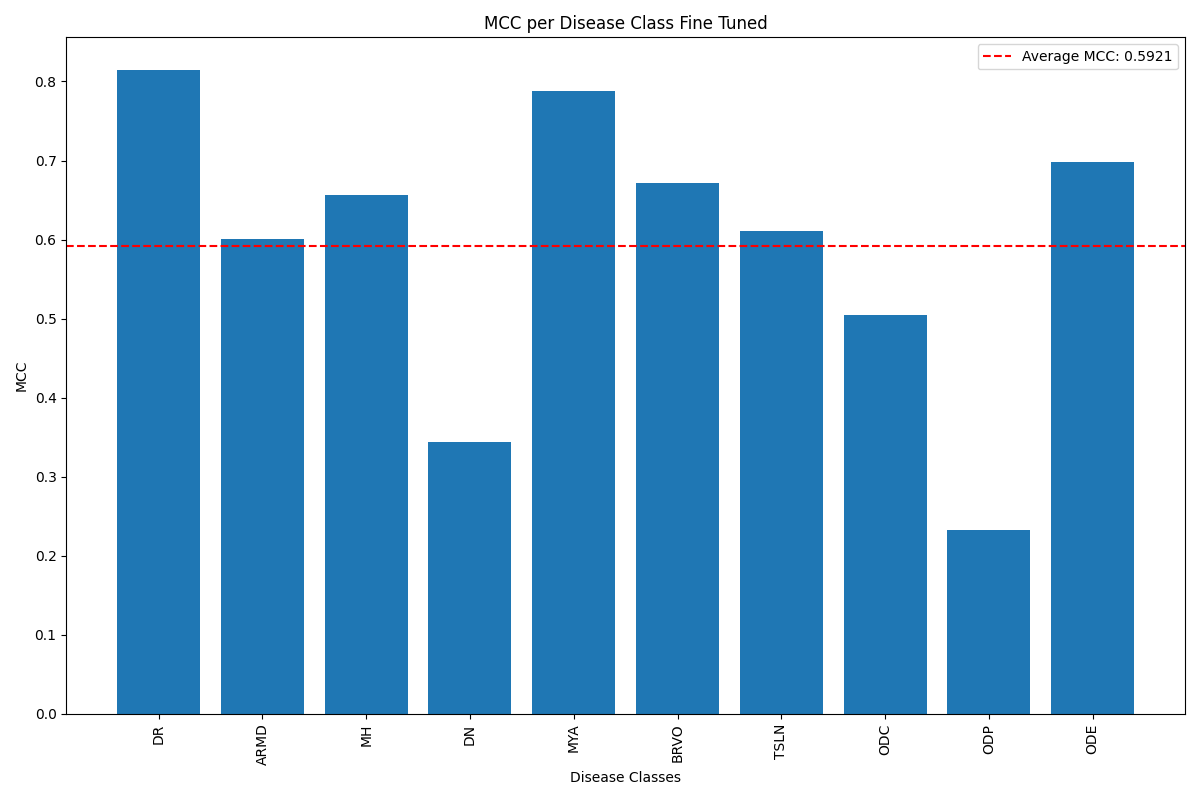 MCC per Disease Class Fine Tuned
Average MCC: 0.5921
MCC
0.8
0.7
0.6
0.5
0.4
0.3
0.2
0.1
0.0
DR
ARMD
MH
DN
MYA
BRVO
TSLN
ODC
ODP
ODE
Disease Classes